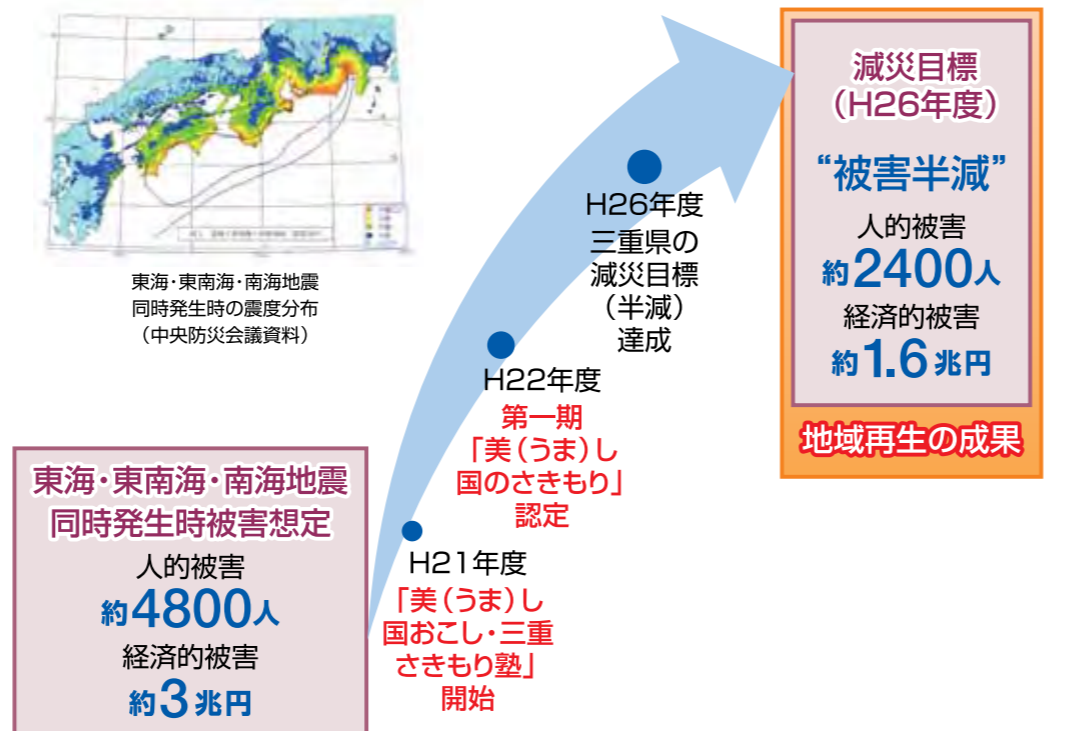 東海・東南海・南海地震
同時発生時の震度分布
（中央防災会議資料）
東海・東南海・南海地震
同時発生時被害想定
人的被害
約4800人
経済的被害
約3兆円
H21年度
「美（うま）し
国おこし・三重
さきもり塾」
開始
H22年度
第一期
「美（うま）し
国のさきもり」
認定
H26年度
三重県の
減災目標
（半減）
達成
減災目標
（H26年度）
“被害半減”
人的被害
約2400人
経済的被害
約1.6兆円
地域再生の成果